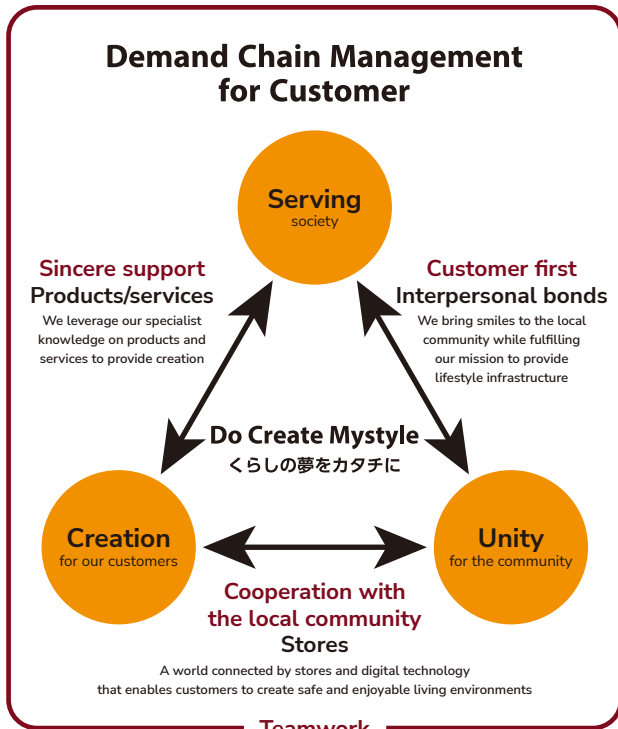 Demand Chain Management
for Customer
Serving
society
Sincere support
Products/services
We leverage our specialist
knowledge on products and
services to provide creation
Customer first
Interpersonal bonds
We bring smiles to the local
community while fulfilling
our mission to provide
lifestyle infrastructure
Do Create Mystyle
くらしの夢をカタチに
Creation
for our customers
Unity
for the community
Cooperation with
the local community
Stores
A world connected by stores and digital technology
that enables customers to create safe and enjoyable living environments
Teamwork